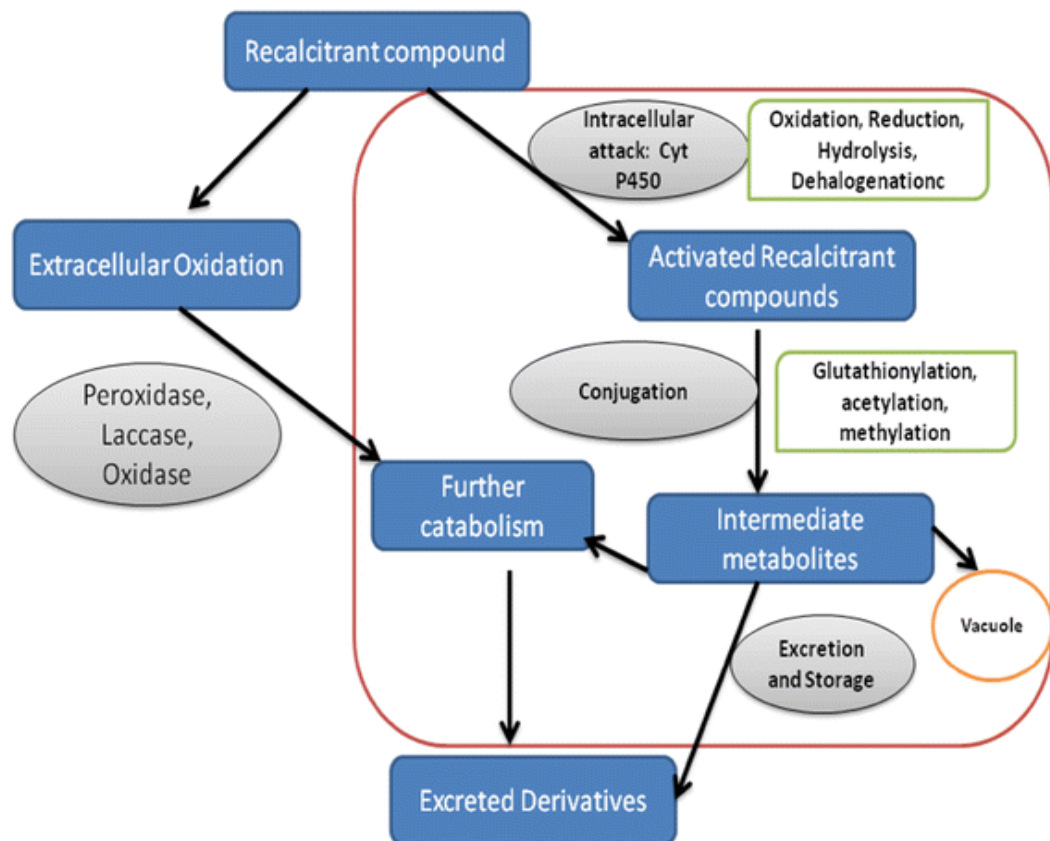 Recalcitrant compound
Intracellular
attack: Cyt
P450
Oxidation, Reduction,
Hydrolysis,
Dehalogenationc
Extracellular Oxidation
Activated Recalcitrant
compounds
Peroxidase,
Laccase,
Oxidase
Conjugation
Glutathionylation,
acetylation,
methylation
Further
catabolism
Intermediate
metabolites
Vacuole
Excretion
and Storage
Excreted Derivatives